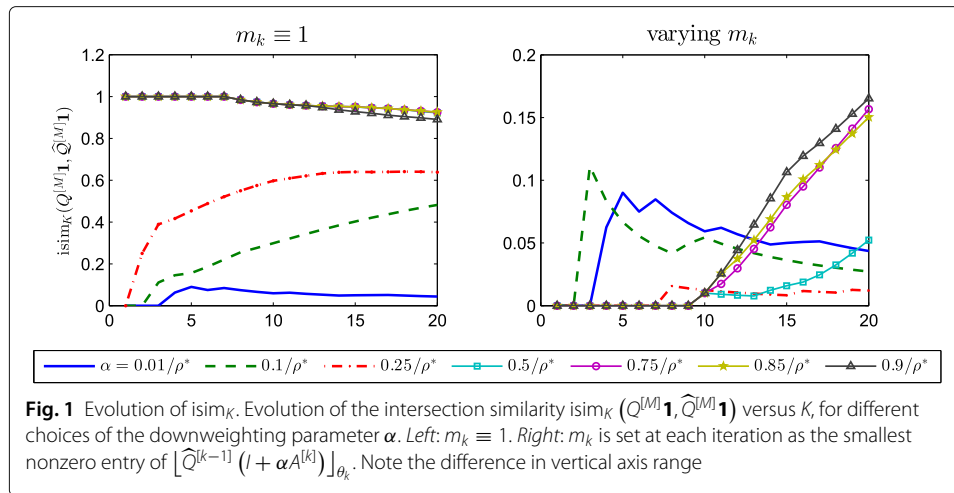 m_k ≡ 1
varying m_k
isim_K(Q^[M]1, Q̂^[M]1)
1.2
1
0.8
0.6
0.4
0.2
0
0 5 10 15 20
0.2
0.15
0.1
0.05
0
0 5 10 15 20
α = 0.01/ρ* 0.1/ρ* 0.25/ρ* 0.5/ρ* 0.75/ρ* 0.85/ρ* 0.9/ρ*
Fig. 1 Evolution of isim_K. Evolution of the intersection similarity isim_K (Q^[M]1, Q̂^[M]1) versus K, for different
choices of the downweighting parameter α. Left: m_k ≡ 1. Right: m_k is set at each iteration as the smallest
nonzero entry of ⌊Q̂^[k−1] (I + αA^[k])⌋_θ_k. Note the difference in vertical axis range